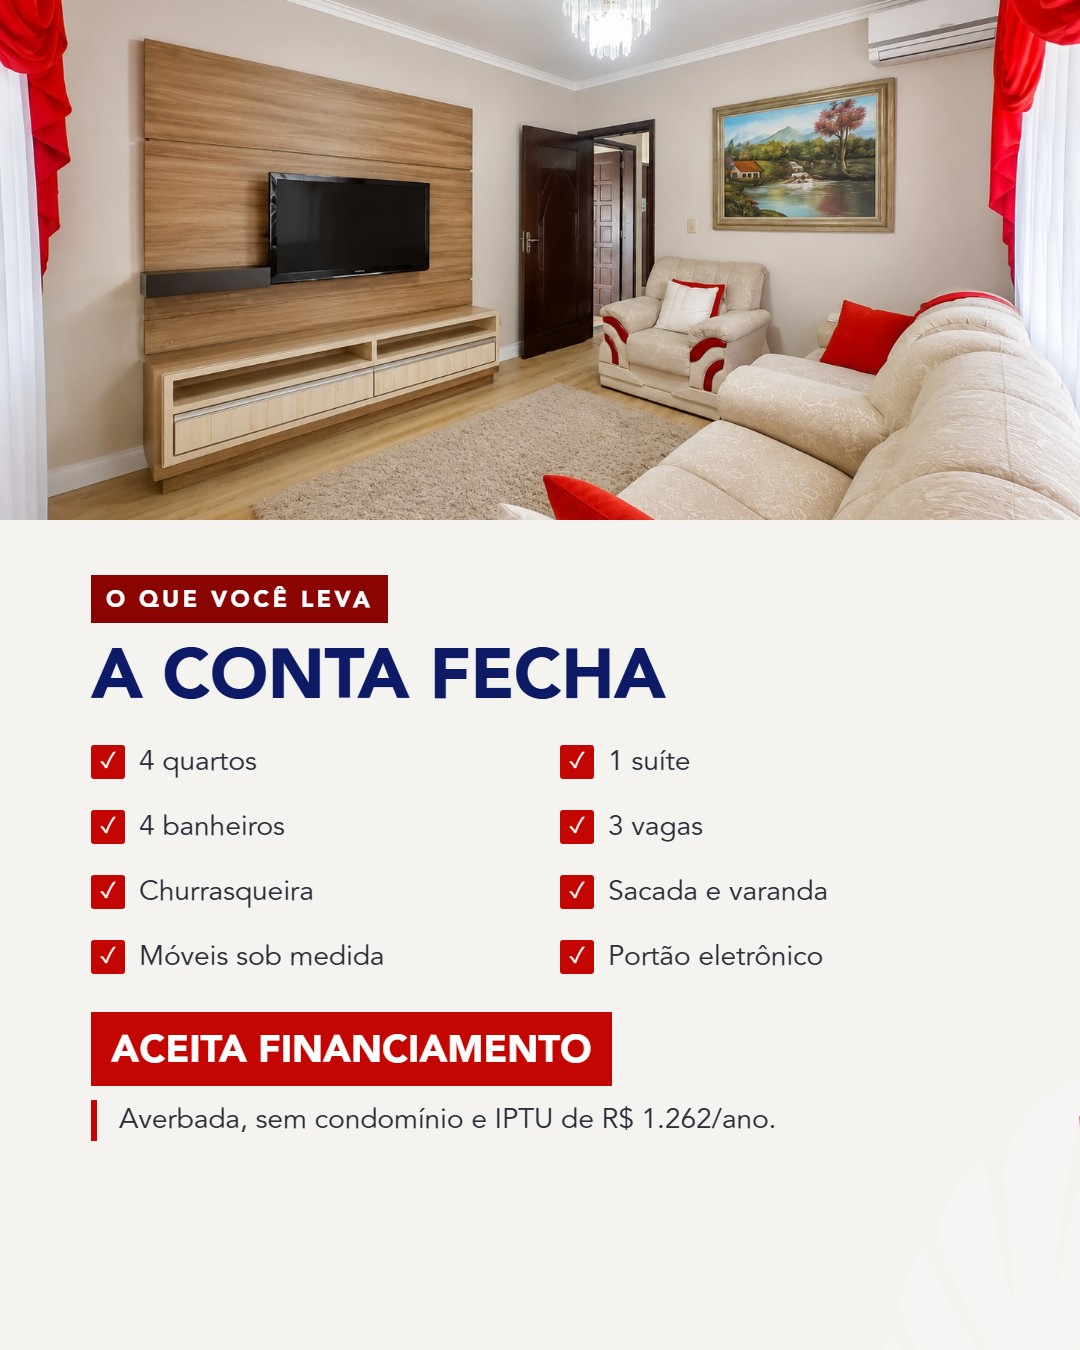 O QUE VOCÊ LEVA
A CONTA FECHA
4 quartos
1 suíte
4 banheiros
3 vagas
Churrasqueira
Sacada e varanda
Móveis sob medida
Portão eletrônico
ACEITA FINANCIAMENTO
Averbada, sem condomínio e IPTU de R$ 1.262/ano.